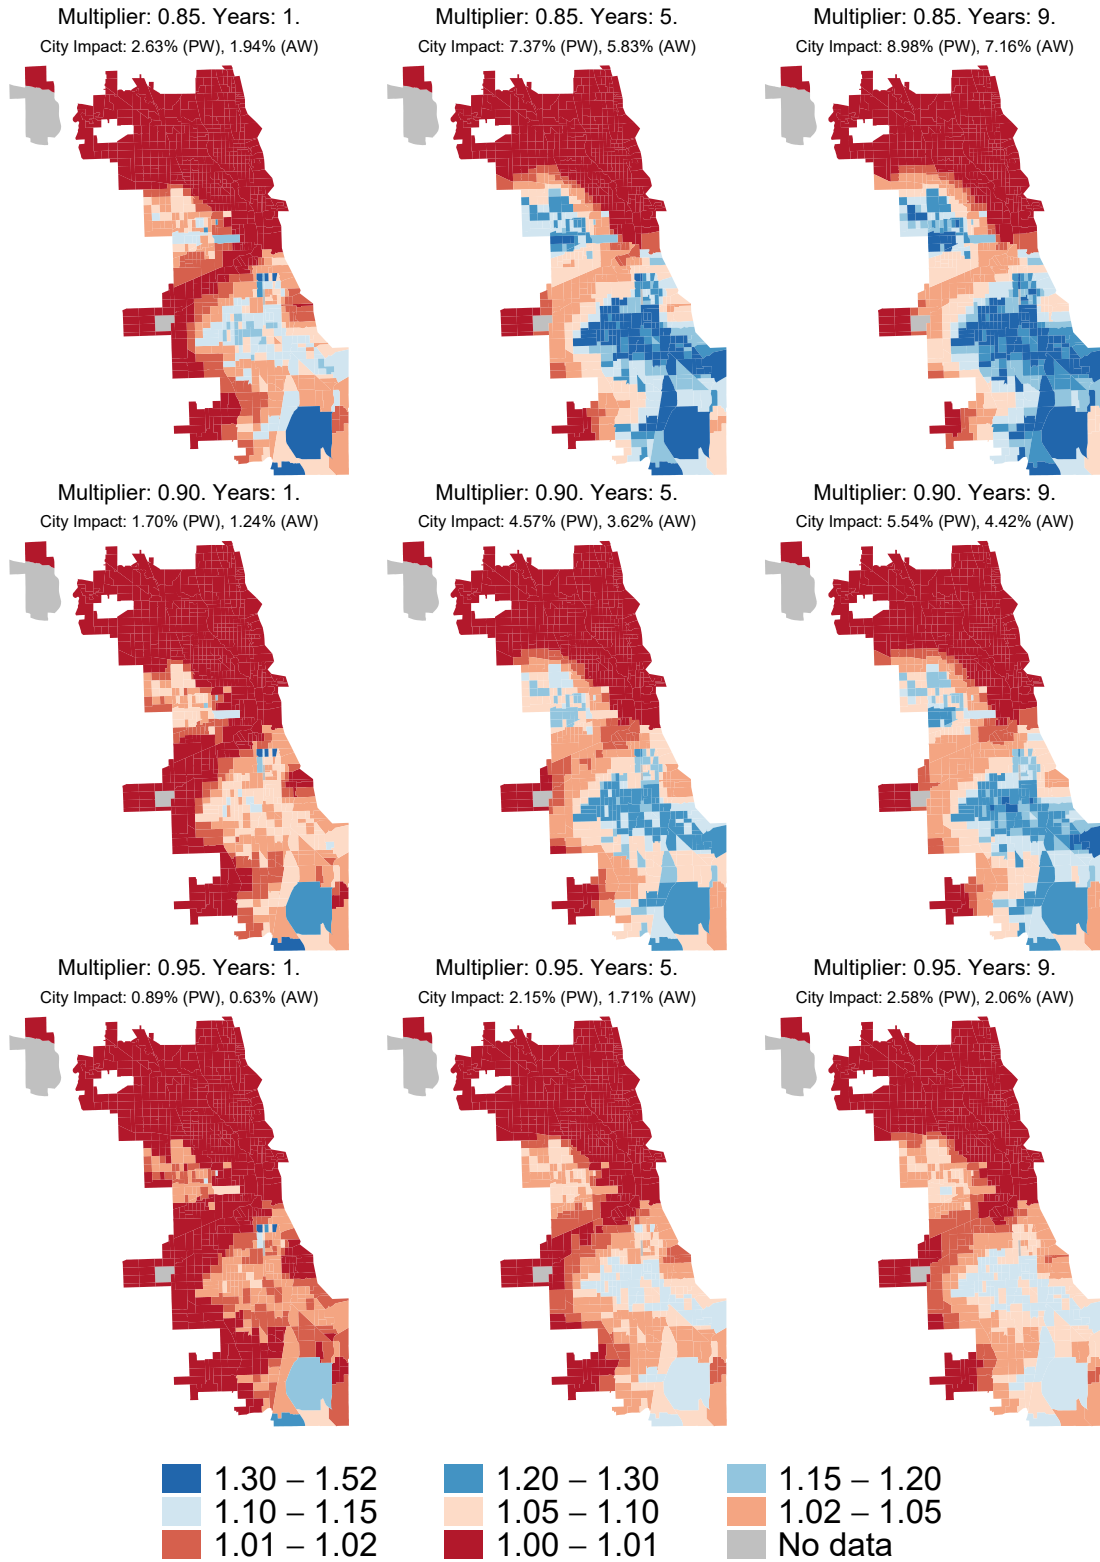 Multiplier: 0.85. Years: 1.
City Impact: 2.63% (PW), 1.94% (AW)
Multiplier: 0.85. Years: 5.
City Impact: 7.37% (PW), 5.83% (AW)
Multiplier: 0.85. Years: 9.
City Impact: 8.98% (PW), 7.16% (AW)
Multiplier: 0.90. Years: 1.
City Impact: 1.70% (PW), 1.24% (AW)
Multiplier: 0.90. Years: 5.
City Impact: 4.57% (PW), 3.62% (AW)
Multiplier: 0.90. Years: 9.
City Impact: 5.54% (PW), 4.42% (AW)
Multiplier: 0.95. Years: 1.
City Impact: 0.89% (PW), 0.63% (AW)
Multiplier: 0.95. Years: 5.
City Impact: 2.15% (PW), 1.71% (AW)
Multiplier: 0.95. Years: 9.
City Impact: 2.58% (PW), 2.06% (AW)
1.30 – 1.52
1.20 – 1.30
1.15 – 1.20
1.10 – 1.15
1.05 – 1.10
1.02 – 1.05
1.01 – 1.02
1.00 – 1.01
No data